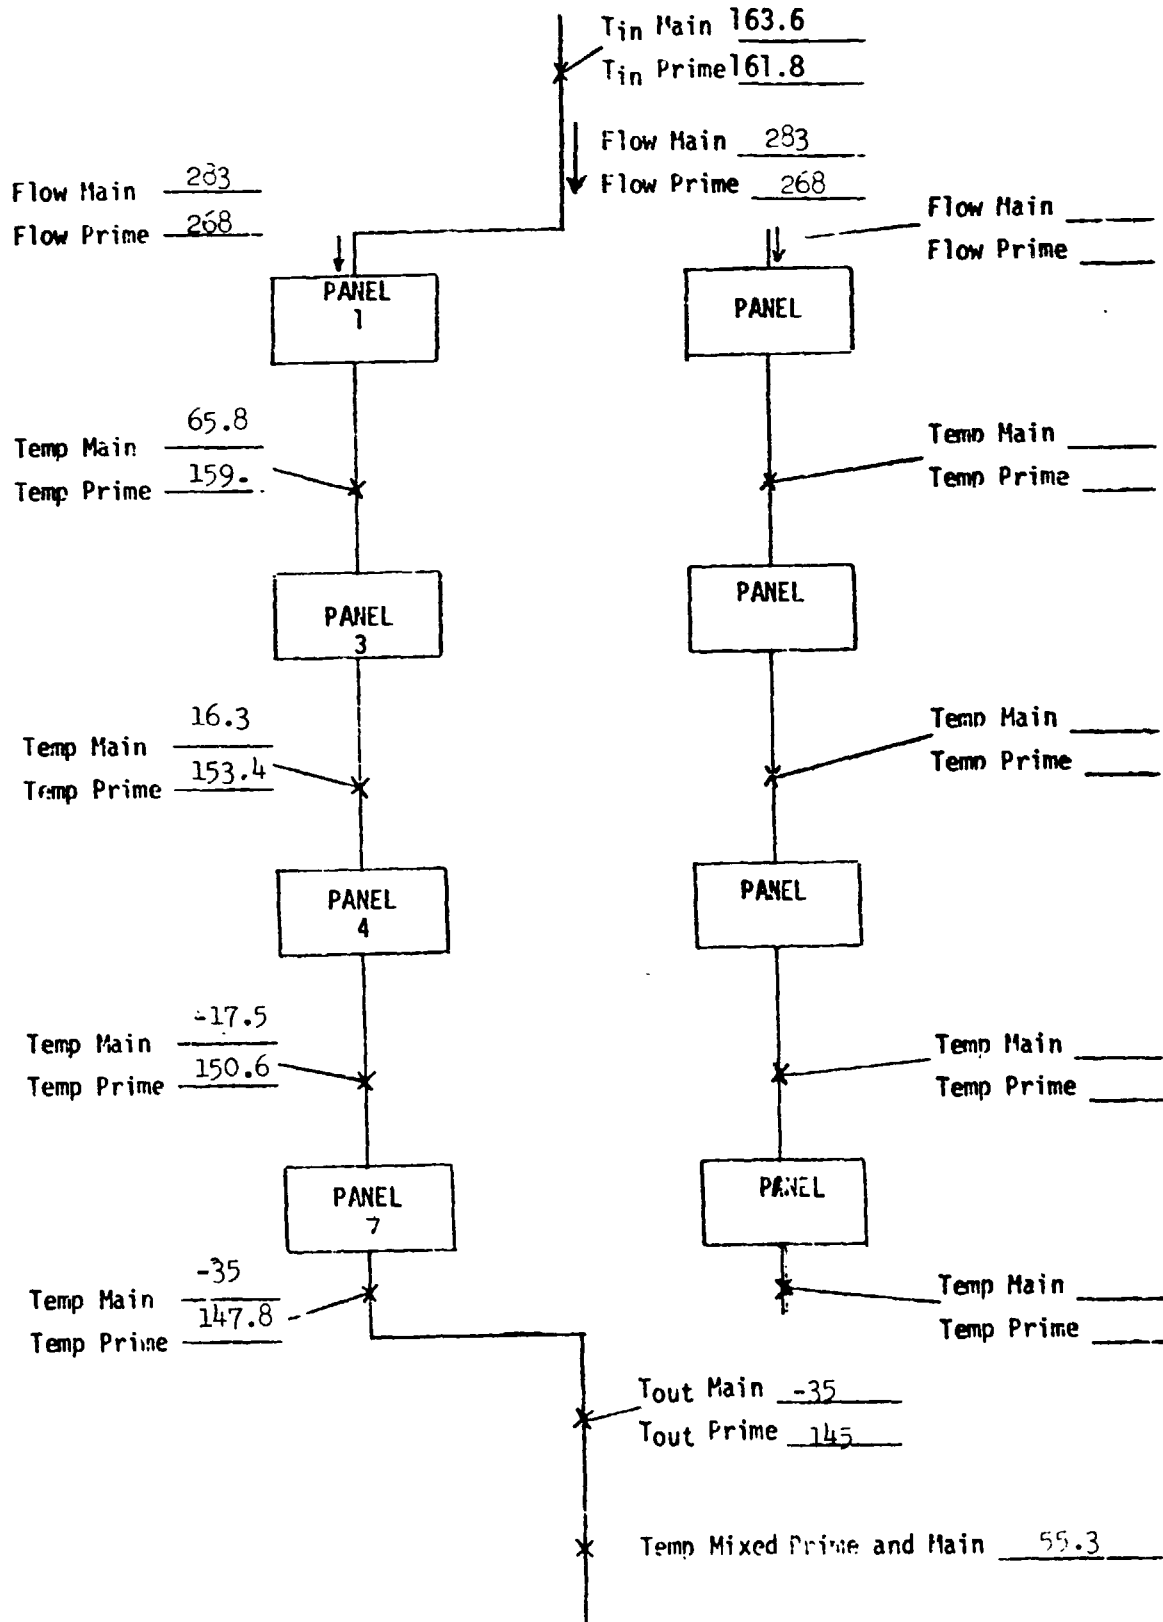 Tin Main 163.6
Tin Prime 161.8
Flow Main 283
Flow Prime 268
Flow Main 283
Flow Prime 268
Flow Main
Flow Prime
PANEL
1
PANEL
Temp Main 65.8
Temp Prime 159.
Temp Main
Temp Prime
PANEL
3
PANEL
Temp Main 16.3
Temp Prime 153.4
Temp Main
Temp Prime
PANEL
4
PANEL
Temp Main -17.5
Temp Prime 150.6
Temp Main
Temp Prime
PANEL
7
PANEL
Temp Main -35
Temp Prime 147.8
Temp Main
Temp Prime
Tout Main -35
Tout Prime 145
Temp Mixed Prime and Main 55.3